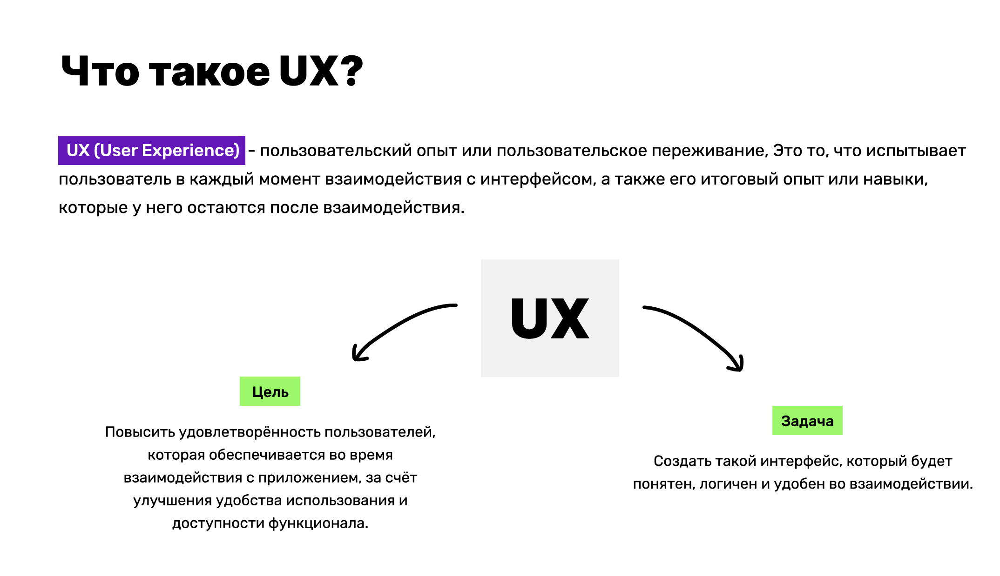 Что такое UX?
UX (User Experience) - пользовательский опыт или пользовательское переживание, Это то, что испытывает
пользователь в каждый момент взаимодействия с интерфейсом, а также его итоговый опыт или навыки,
которые у него остаются после взаимодействия.
UX
Цель
Повысить удовлетворённость пользователей,
которая обеспечивается во время
взаимодействия с приложением, за счёт
улучшения удобства использования и
доступности функционала.
Задача
Создать такой интерфейс, который будет
понятен, логичен и удобен во взаимодействии.